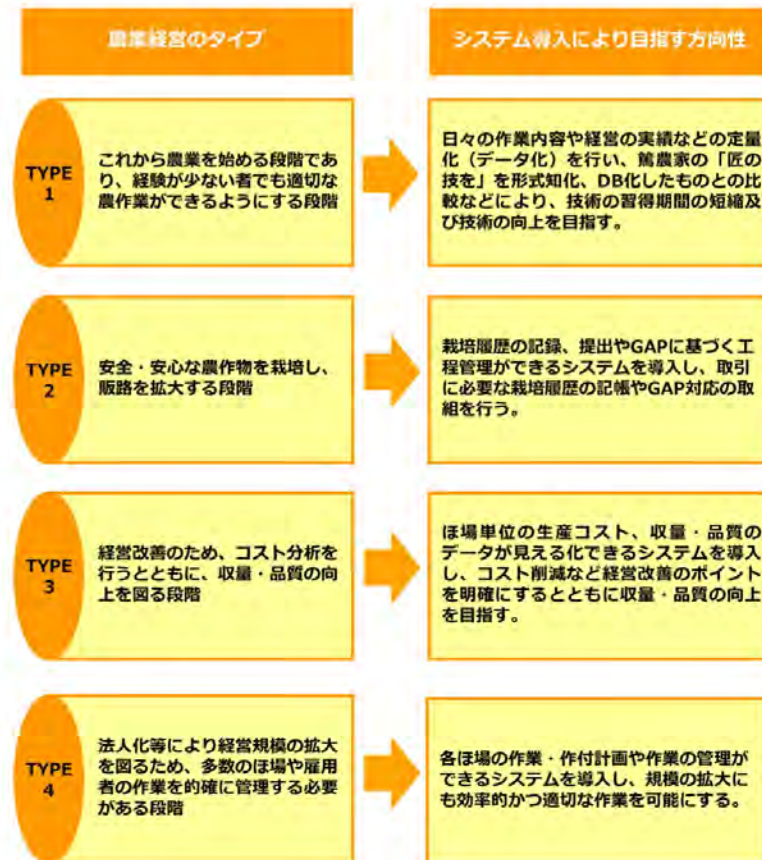 農業経営のタイプ
システム導入により目指す方向性
TYPE
1
これから農業を始める段階であ
り、経験が少ない者でも適切な
農作業ができるようにする段階
日々の作業内容や経営の実績などの定量
化（データ化）を行い、篤農家の「匠の
技を」を形式知化、DB化したものとの比
較などにより、技術の習得期間の短縮及
び技術の向上を目指す。
TYPE
2
安全・安心な農作物を栽培し、
販路を拡大する段階
栽培履歴の記録、提出やGAPに基づく工
程管理ができるシステムを導入し、取引
に必要な栽培履歴の記帳やGAP対応の取
組を行う。
TYPE
3
経営改善のため、コスト分析を
行うとともに、収量・品質の向
上を図る段階
ほ場単位の生産コスト、収量・品質の
データが見える化できるシステムを導入
し、コスト削減など経営改善のポイント
を明確にするとともに収量・品質の向上
を目指す。
TYPE
4
法人化等により経営規模の拡大
を図るため、多数のほ場や雇用
者の作業を的確に管理する必要
がある段階
各ほ場の作業・作付計画や作業の管理が
できるシステムを導入し、規模の拡大に
も効率的かつ適切な作業を可能にする。